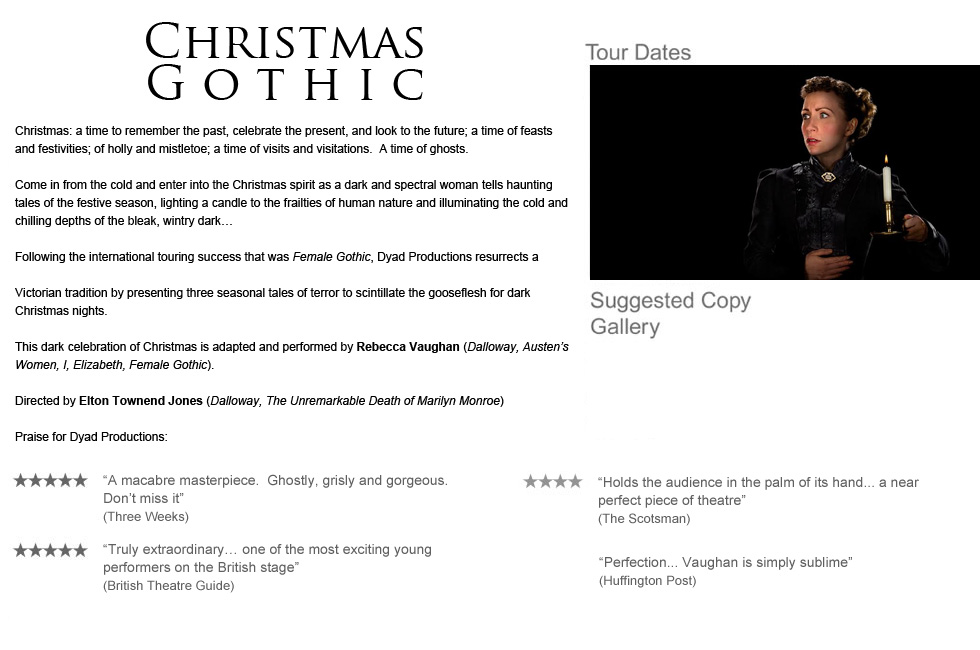 CHRISTMAS
GOTHIC
Christmas: a time to remember the past, celebrate the present, and look to the future; a time of feasts
and festivities; of holly and mistletoe; a time of visits and visitations.  A time of ghosts.
Come in from the cold and enter into the Christmas spirit as a dark and spectral woman tells haunting
tales of the festive season, lighting a candle to the frailties of human nature and illuminating the cold and
chilling depths of the bleak, wintry dark…
Following the international touring success that was Female Gothic, Dyad Productions resurrects a
Victorian tradition by presenting three seasonal tales of terror to scintillate the gooseflesh for dark
Christmas nights.
This dark celebration of Christmas is adapted and performed by Rebecca Vaughan (Dalloway, Austen’s
Women, I, Elizabeth, Female Gothic).
Directed by Elton Townend Jones (Dalloway, The Unremarkable Death of Marilyn Monroe)
Praise for Dyad Productions:
Tour Dates
Suggested Copy
Gallery
★★★★★ “A macabre masterpiece.  Ghostly, grisly and gorgeous.
Don’t miss it”
(Three Weeks)
★★★★★ “Truly extraordinary… one of the most exciting young
performers on the British stage”
(British Theatre Guide)
★★★★ “Holds the audience in the palm of its hand... a near
perfect piece of theatre”
(The Scotsman)
“Perfection... Vaughan is simply sublime”
(Huffington Post)